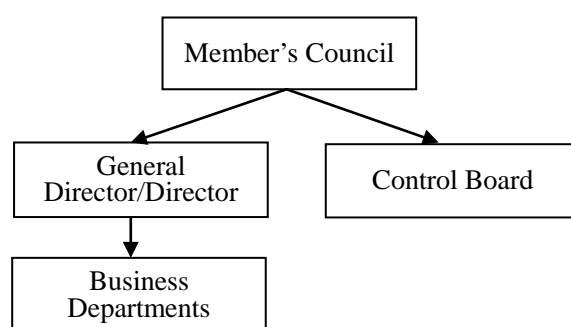 Member’s Council
General
Director/Director
Control Board
Business
Departments